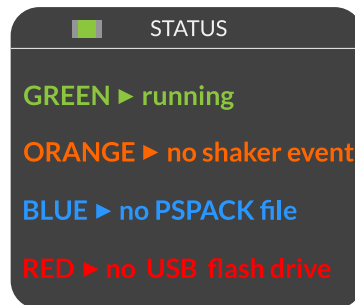 STATUS
GREEN ► running
ORANGE ► no shaker event
BLUE ► no PSPACK file
RED ► no USB flash drive